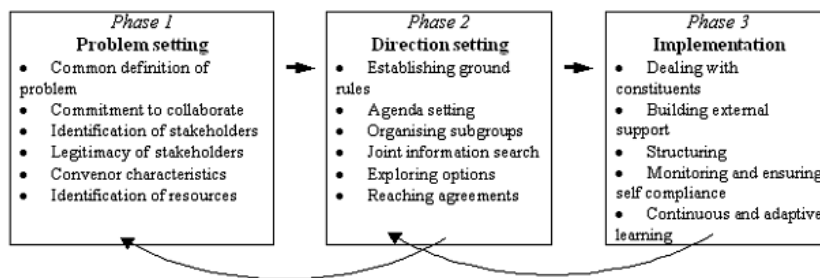 Phase 1
Problem setting
• Common definition of
problem
• Commitment to collaborate
• Identification of stakeholders
• Legitimacy of stakeholders
• Convenor characteristics
• Identification of resources
Phase 2
Direction setting
• Establishing ground
rules
• Agenda setting
• Organising subgroups
• Joint information search
• Exploring options
• Reaching agreements
Phase 3
Implementation
• Dealing with
constituents
• Building external
support
• Structuring
• Monitoring and ensuring
self compliance
• Continuous and adaptive
learning